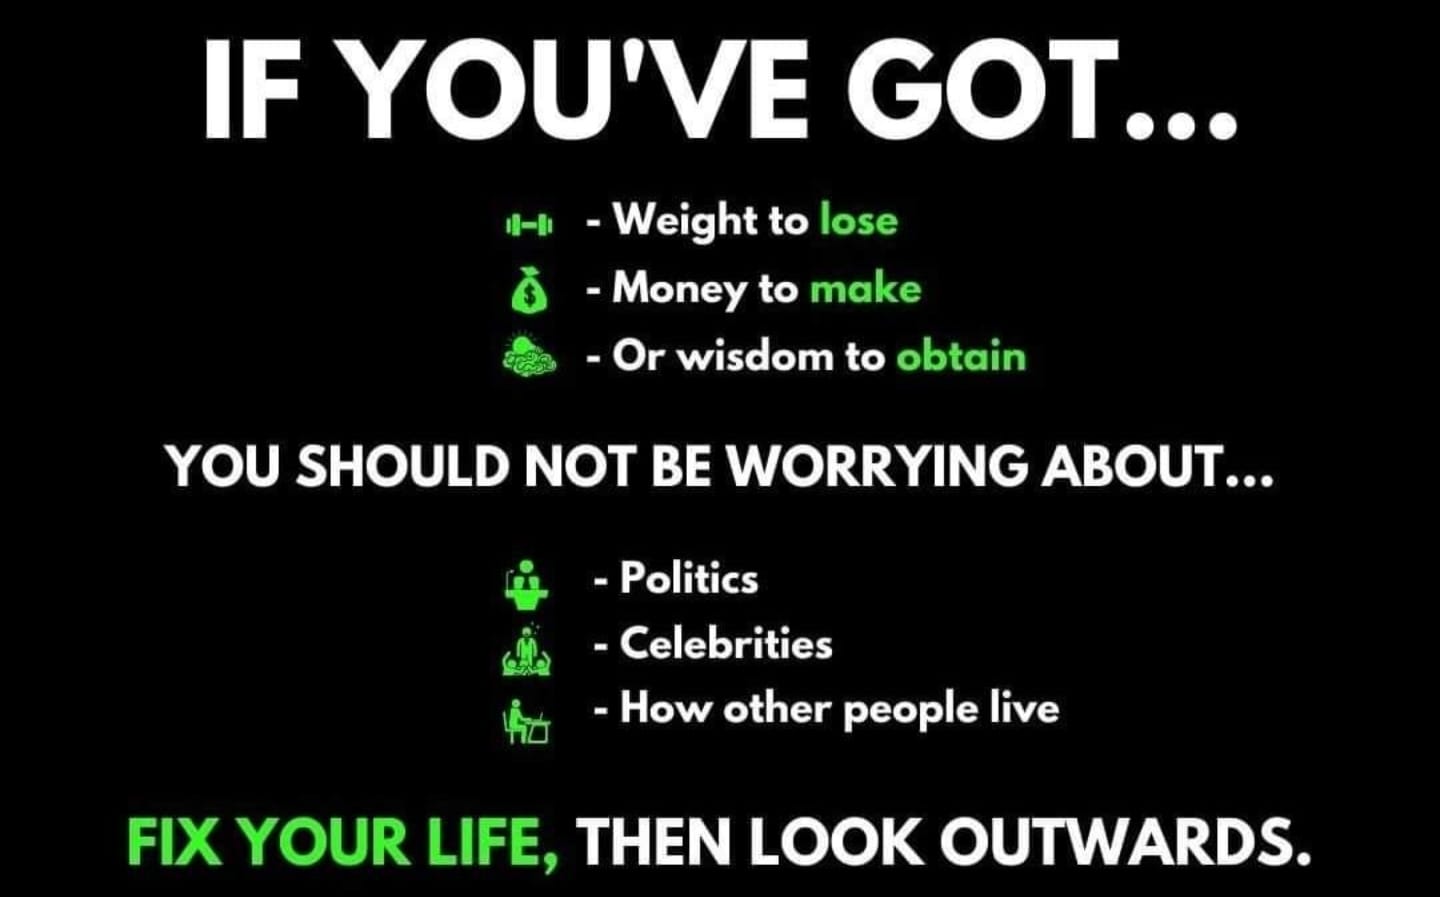 IF YOU'VE GOT...
- Weight to lose
- Money to make
- Or wisdom to obtain
YOU SHOULD NOT BE WORRYING ABOUT...
- Politics
- Celebrities
- How other people live
FIX YOUR LIFE, THEN LOOK OUTWARDS.